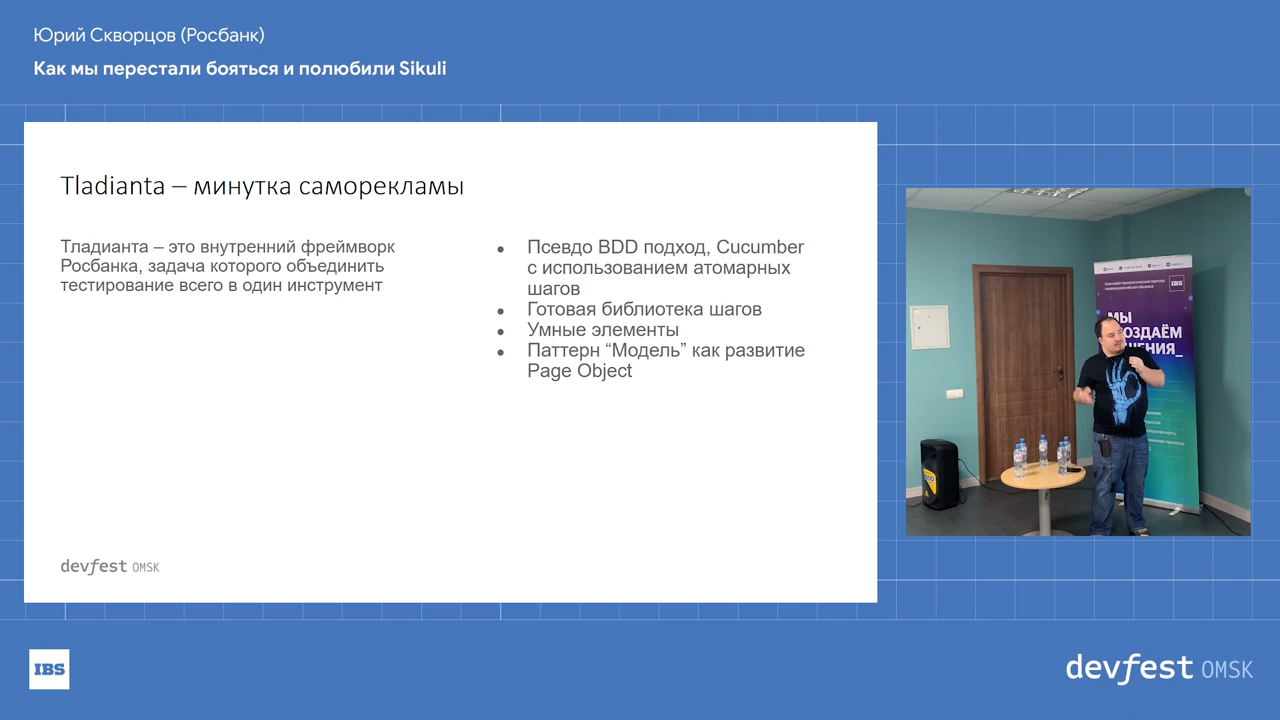 Юрий Скворцов (Росбанк)
Как мы перестали бояться и полюбили Sikuli
Tladianta – минутка саморекламы
Тладианта – это внутренний фреймворк
Росбанка, задача которого объединить
тестирование всего в один инструмент
● Псевдо BDD подход, Cucumber
с использованием атомарных
шагов
● Готовая библиотека шагов
● Умные элементы
● Паттерн “Модель” как развитие
Page Object
devfest OMSK
IBS
МЫ
IBS
devfest OMSK